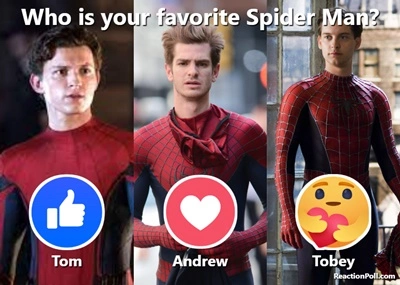 Who is your favorite Spider Man?
Tom
Andrew
Tobey
ReactionPoll.com